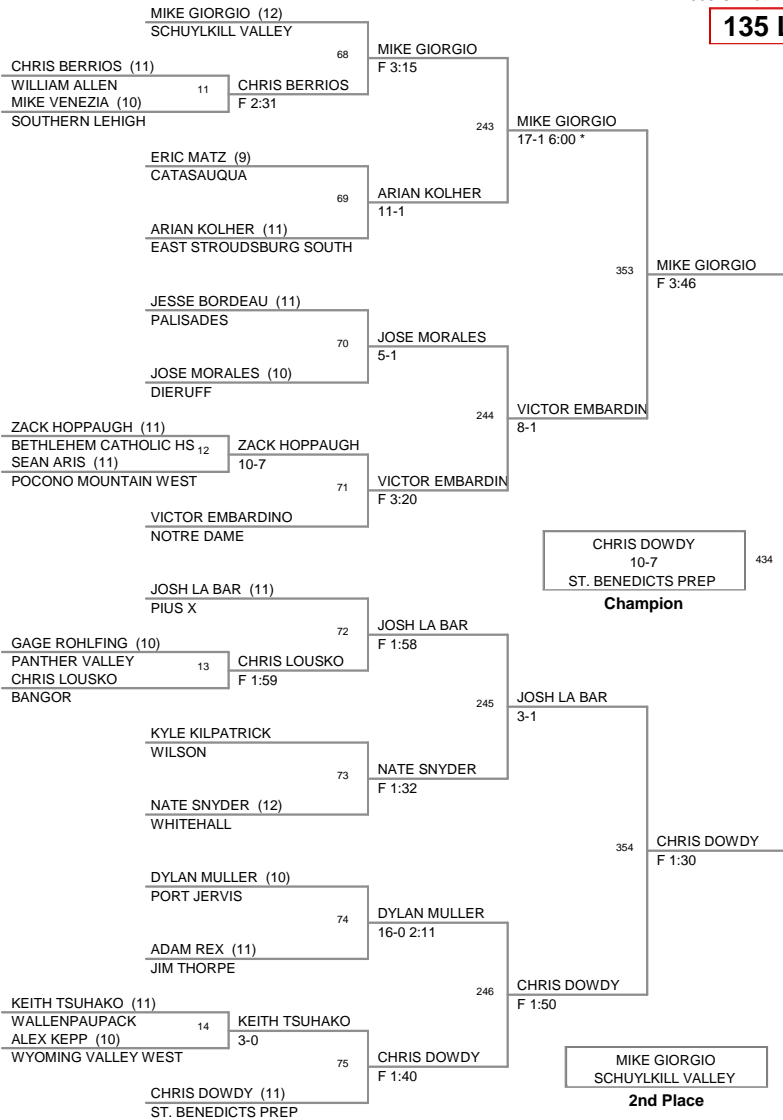 135 L
MIKE GIORGIO (12)
SCHUYLKILL VALLEY
68
MIKE GIORGIO
F 3:15
CHRIS BERRIOS (11)
WILLIAM ALLEN
11
MIKE VENEZIA (10)
SOUTHERN LEHIGH
CHRIS BERRIOS
F 2:31
243
MIKE GIORGIO
17-1 6:00 *
ERIC MATZ (9)
CATASAUQUA
69
ARIAN KOLHER
11-1
ARIAN KOLHER (11)
EAST STROUDSBURG SOUTH
353
MIKE GIORGIO
F 3:46
JESSE BORDEAU (11)
PALISADES
70
JOSE MORALES
5-1
JOSE MORALES (10)
DIERUFF
244
VICTOR EMBARDIN
8-1
ZACK HOPPAUGH (11)
BETHLEHEM CATHOLIC HS
12
SEAN ARIS (11)
POCONO MOUNTAIN WEST
ZACK HOPPAUGH
10-7
71
VICTOR EMBARDIN
F 3:20
VICTOR EMBARDINO
NOTRE DAME
CHRIS DOWDY
10-7
ST. BENEDICTS PREP
434
Champion
JOSH LA BAR (11)
PIUS X
72
JOSH LA BAR
F 1:58
GAGE ROHLFING (10)
PANTHER VALLEY
13
CHRIS LOUSKO
BANGOR
CHRIS LOUSKO
F 1:59
245
JOSH LA BAR
3-1
KYLE KILPATRICK
WILSON
73
NATE SNYDER
F 1:32
NATE SNYDER (12)
WHITEHALL
354
CHRIS DOWDY
F 1:30
DYLAN MULLER (10)
PORT JERVIS
74
DYLAN MULLER
16-0 2:11
ADAM REX (11)
JIM THORPE
246
CHRIS DOWDY
F 1:50
KEITH TSUHAKO (11)
WALLENPAUPACK
14
ALEX KEPP (10)
WYOMING VALLEY WEST
KEITH TSUHAKO
3-0
75
CHRIS DOWDY
F 1:40
CHRIS DOWDY (11)
ST. BENEDICTS PREP
MIKE GIORGIO
SCHUYLKILL VALLEY
2nd Place